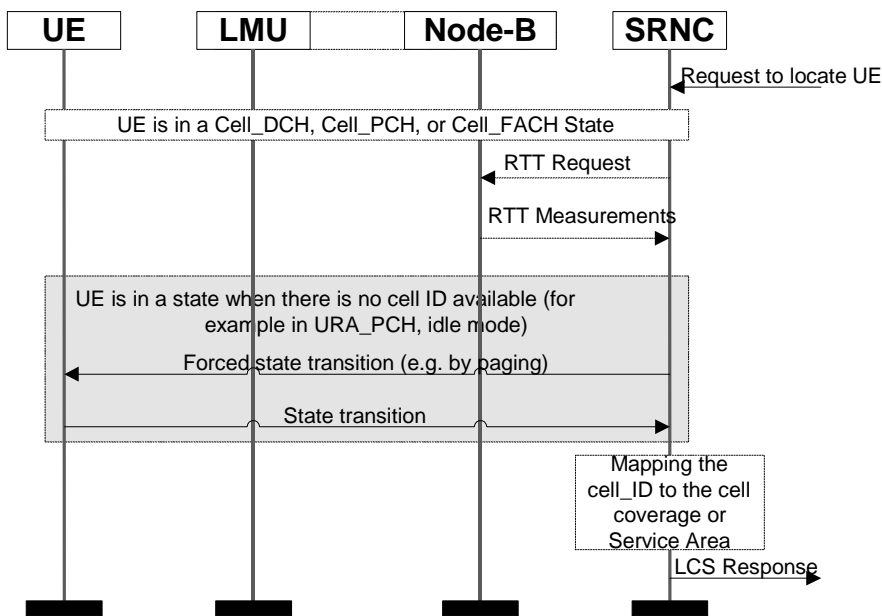 UE LMU Node-B SRNC
Request to locate UE
UE is in a Cell_DCH, Cell_PCH, or Cell_FACH State
RTT Request
RTT Measurements
UE is in a state when there is no cell ID available (for
example in URA_PCH, idle mode)
Forced state transition (e.g. by paging)
State transition
Mapping the
cell_ID to the cell
coverage or
Service Area
LCS Response